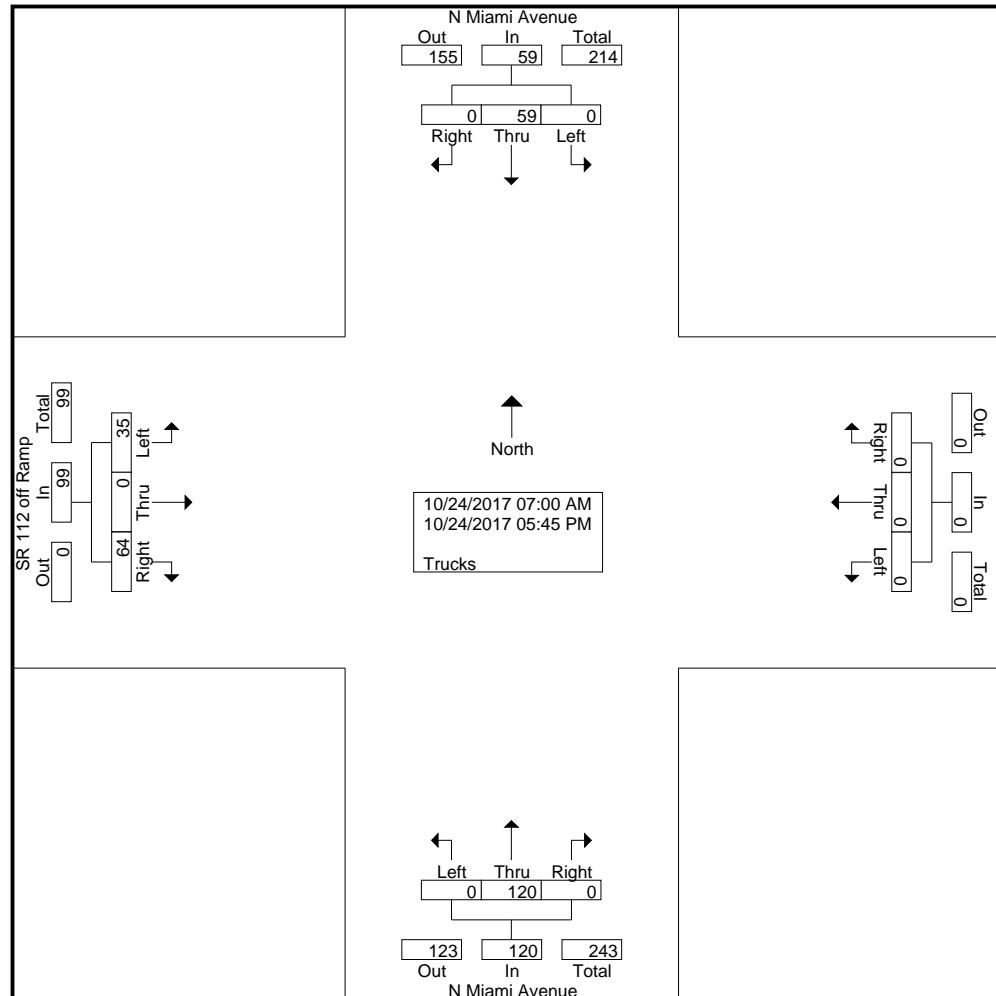 N Miami Avenue
Out In Total
155 59 214
0 59 0
Right Thru Left
SR 112 off Ramp
Total In Out
99 99 0
35 0 64
Left Thru Right
North
10/24/2017 07:00 AM
10/24/2017 05:45 PM
Trucks
Right Thru Left
0 0 0
Out In Total
0 0 0
Left Thru Right
0 120 0
123 120 243
Out In Total
N Miami Avenue